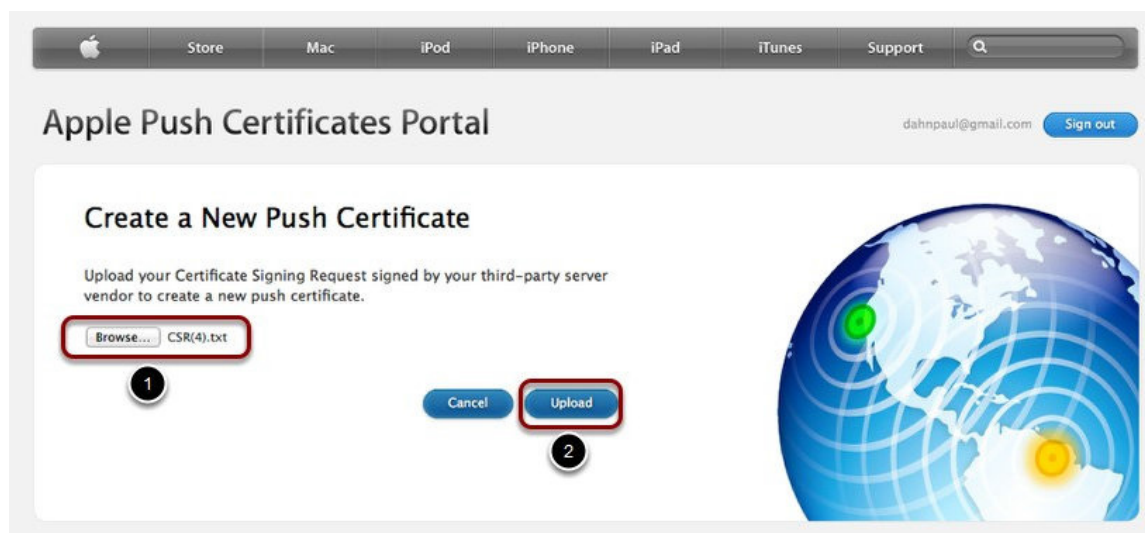 Store Mac iPod iPhone iPad iTunes Support
Apple Push Certificates Portal
dahnpaul@gmail.com Sign out
Create a New Push Certificate
Upload your Certificate Signing Request signed by your third-party server
vendor to create a new push certificate.
Browse... CSR(4).txt
1
Cancel Upload
2